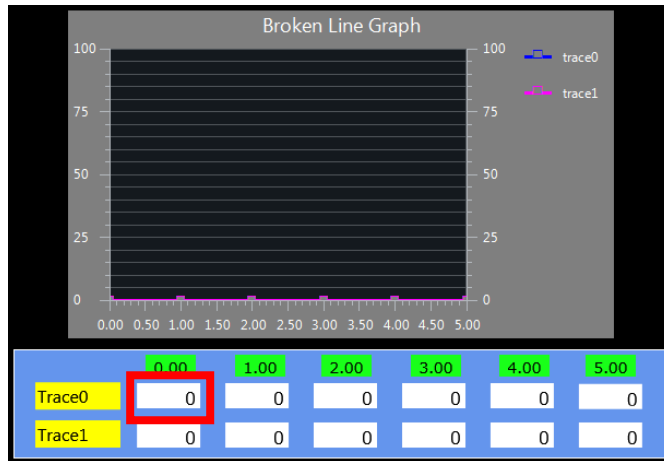 Broken Line Graph
100 100 trace0
trace1
75 75
50 50
25 25
0 0
0.00 0.50 1.00 1.50 2.00 2.50 3.00 3.50 4.00 4.50 5.00
0.00 1.00 2.00 3.00 4.00 5.00
Trace0 0 0 0 0 0 0
Trace1 0 0 0 0 0 0